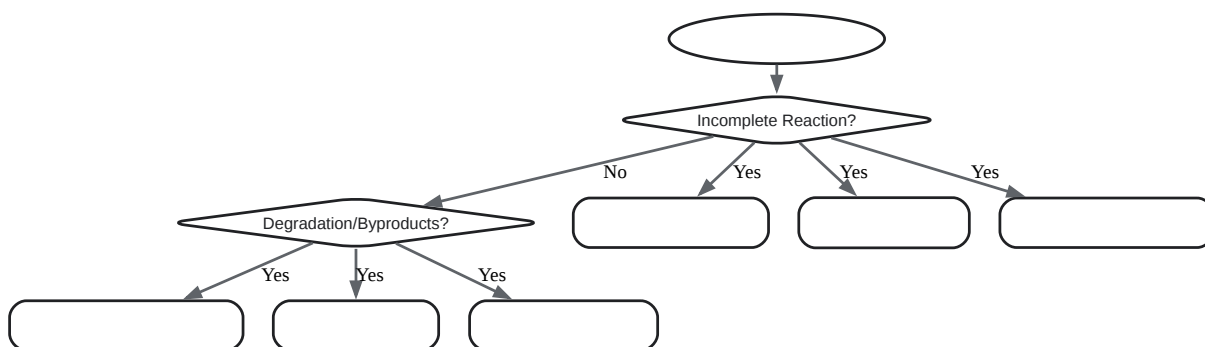 Incomplete Reaction?
No
Yes
Yes
Yes
Degradation/Byproducts?
Yes
Yes
Yes